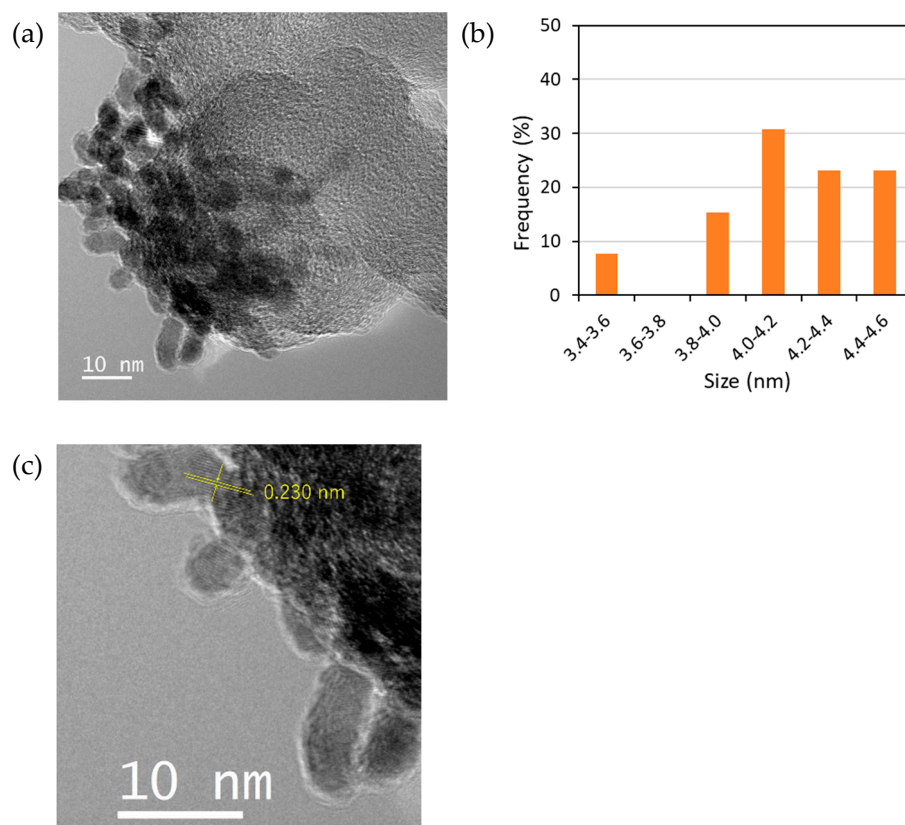 (a)
10 nm
(b)
Frequency (%)
50
40
30
20
10
0
3.4-3.6
3.6-3.8
3.8-4.0
4.0-4.2
4.2-4.4
4.4-4.6
Size (nm)
(c)
0.230 nm
10 nm